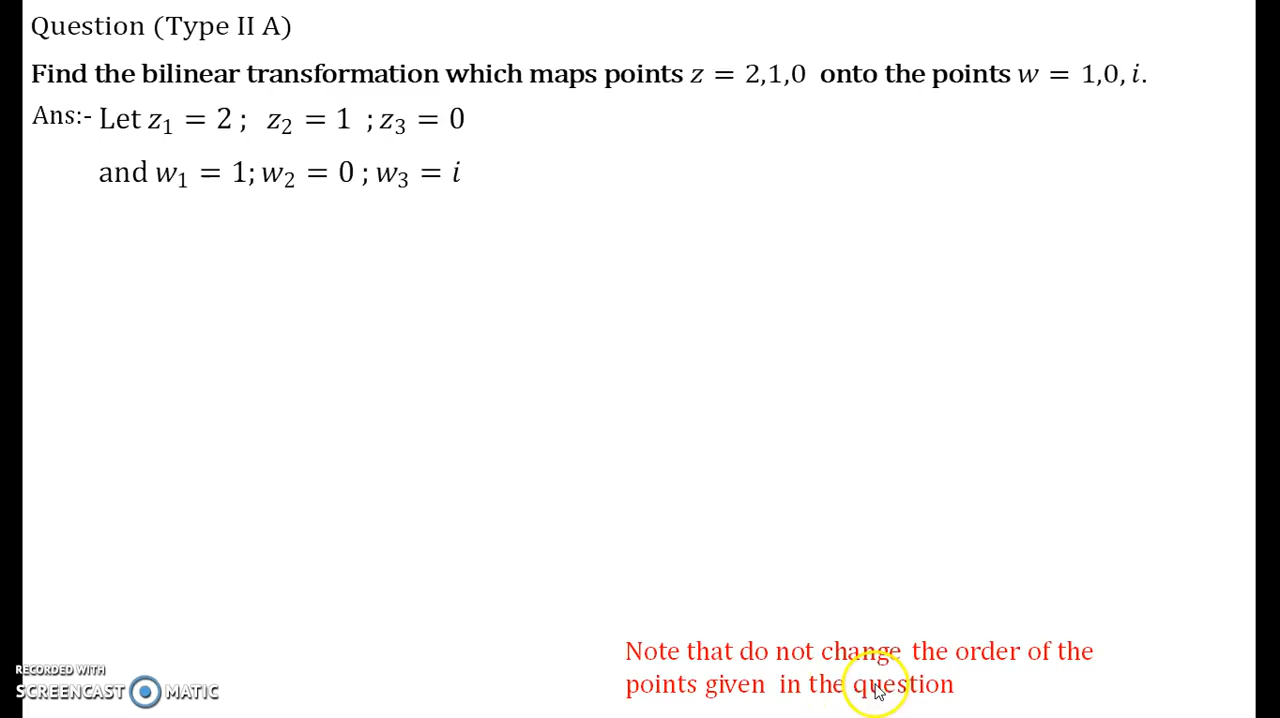 Question (Type II A)
Find the bilinear transformation which maps points z = 2,1,0 onto the points w = 1,0, i.
Ans:- Let z₁ = 2 ; z₂ = 1 ; z₃ = 0
and w₁ = 1; w₂ = 0 ; w₃ = i
Note that do not change the order of the
points given in the question
RECORDED WITH
SCREENCAST MATIC